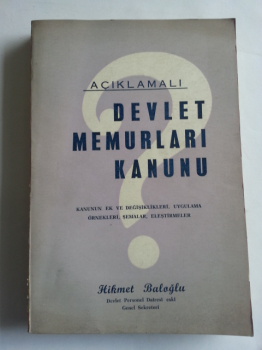 AÇIKLAMALI
DEVLET
MEMURLARI
KANUNU
KANUNUN, EK VE DEĞİŞİKLİKLERİ, UYGULAMA
ÖRNEKLERİ, ŞEMALAR, ELEŞTİRMELER
Hikmet Baloğlu
Devlet Personel Dairesi eski
Genel Sekreteri